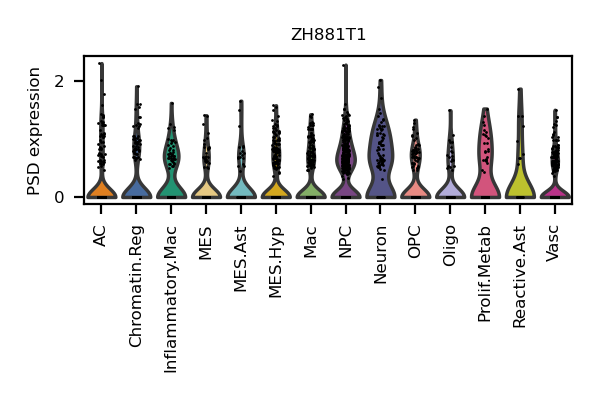 ZH881T1
PSD expression
2
0
AC
Chromatin.Reg
Inflammatory.Mac
MES
MES.Ast
MES.Hyp
Mac
NPC
Neuron
OPC
Oligo
Prolif.Metab
Reactive.Ast
Vasc